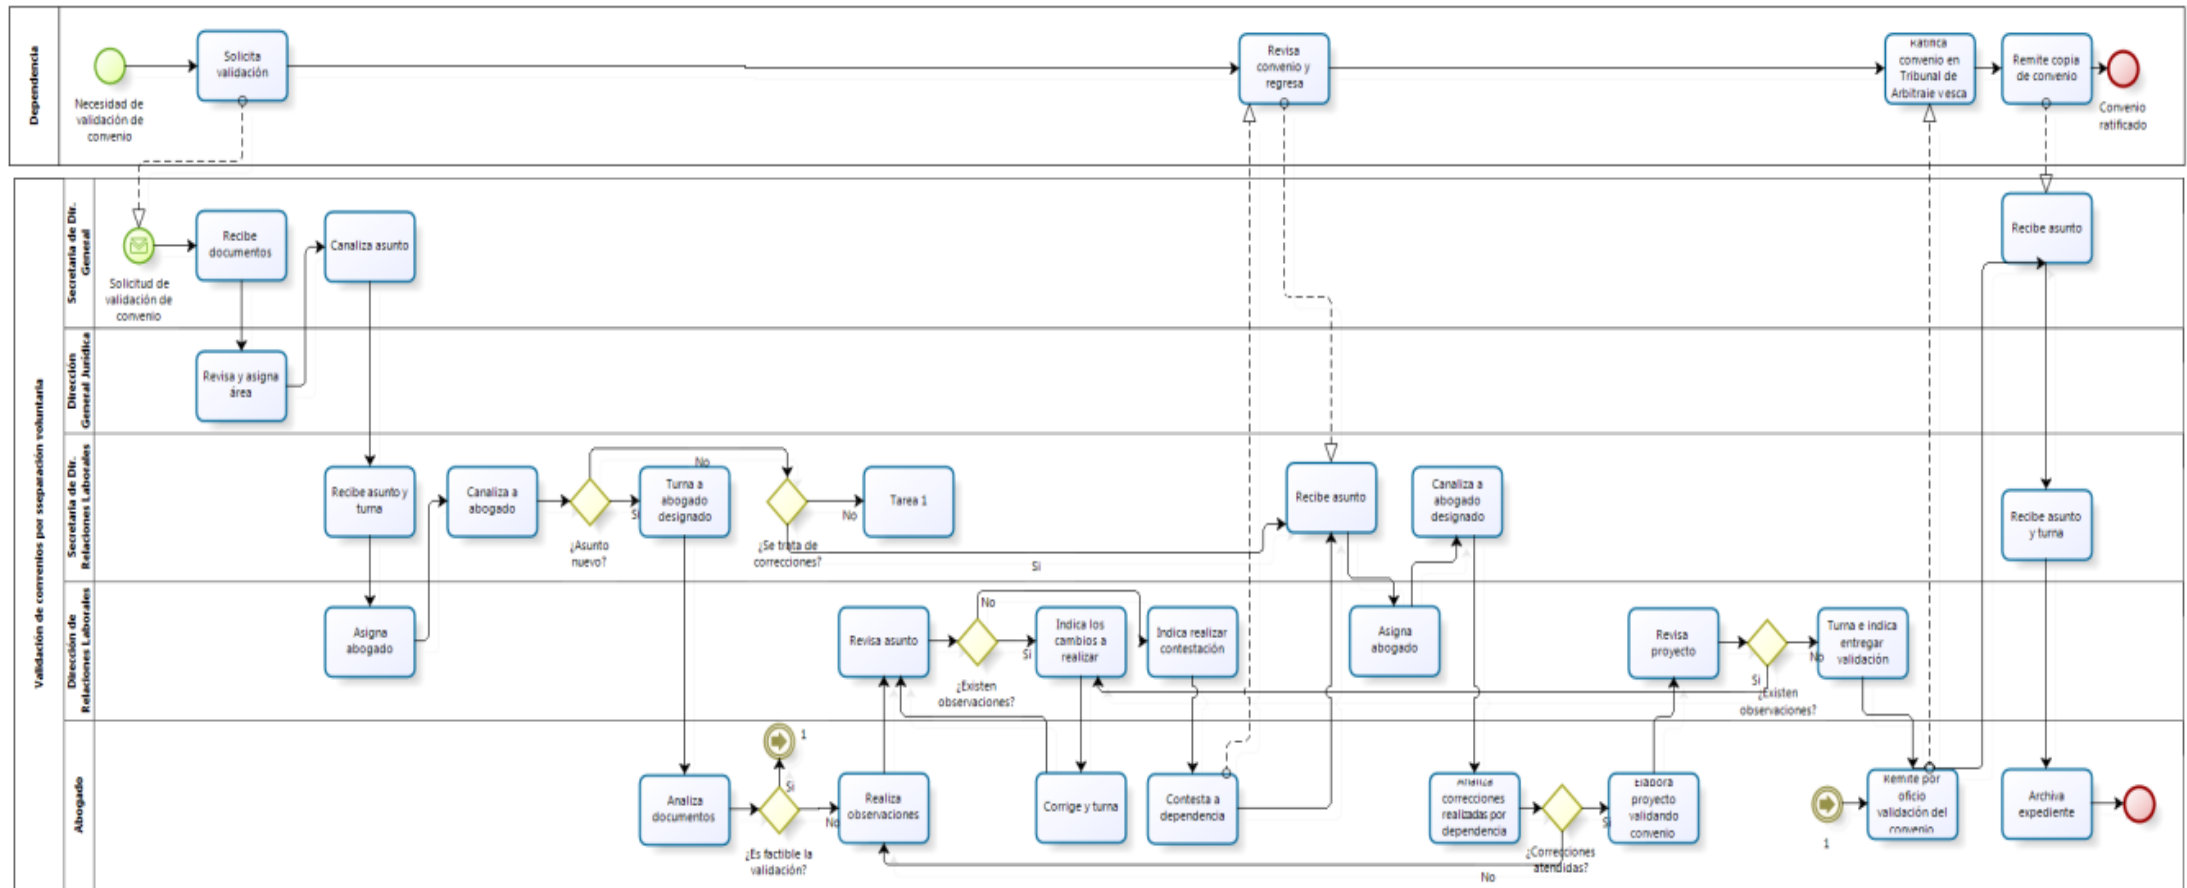 Dependencia
Necesidad de
validación de
convenio
Solicita
validación
Revisa
convenio y
regresa
Ratifica
convenio en
Tribunal de
Arbitraje y esca
Remite copia
de convenio
Convenio
ratificado
Validación de convenios por sseparación voluntaria
Secretaria de Dir.
General
Solicitud de
validación de
convenio
Recibe
documentos
Canaliza asunto
Recibe asunto
Dirección
General Jurídica
Revisa y asigna
área
Secretaria de Dir.
Relaciones Laborales
Recibe asunto y
turna
Canaliza a
abogado
¿Asunto
nuevo?
No
Si
Turna a
abogado
designado
¿Se trata de
correcciones?
No
Tarea 1
Si
Recibe asunto
Canaliza a
abogado
designado
Recibe asunto
y turna
Dirección de
Relaciones Laborales
Asigna
abogado
Revisa asunto
¿Existen
observaciones?
No
Si
Indica los
cambios a
realizar
Indica realizar
contestación
Asigna
abogado
Revisa
proyecto
Si
¿Existen
observaciones?
No
Turna e indica
entregar
validación
Abogado
Analiza
documentos
1
Si
¿Es factible la
validación?
No
Realiza
observaciones
Corrige y turna
Contesta a
dependencia
Analiza
correcciones
realizadas por
dependencia
¿Correcciones
atendidas?
No
Si
Elabora
proyecto
validando
convenio
1
Remite por
oficio
validación del
convenio
Archiva
expediente